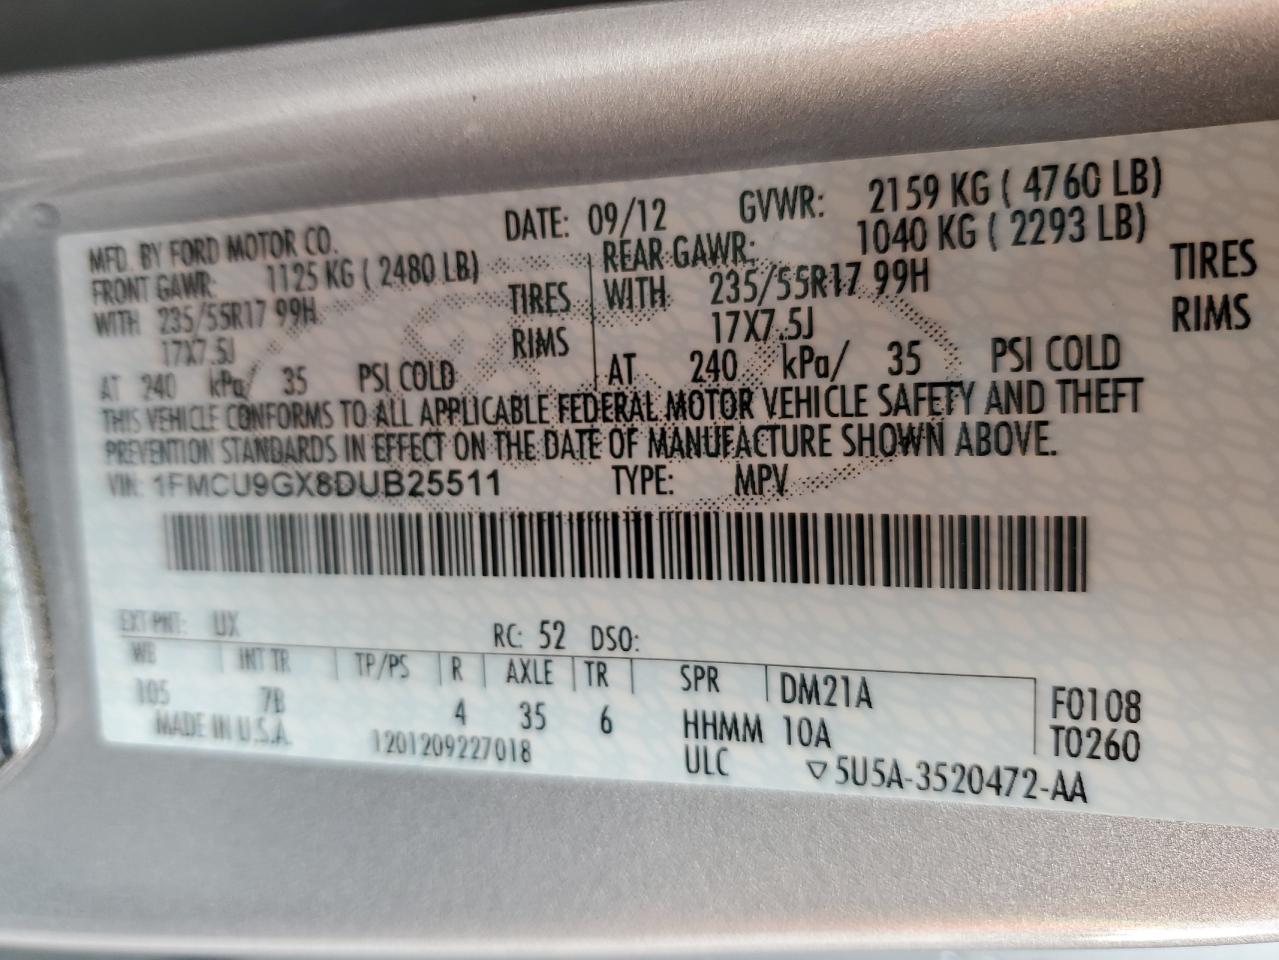 MFD. BY FORD MOTOR CO. DATE: 09/12 GVWR: 2159 KG ( 4760 LB)
FRONT GAWR: 1125 KG ( 2480 LB) REAR GAWR: 1040 KG ( 2293 LB)
WITH 235/55R17 99H TIRES WITH 235/55R17 99H TIRES
17X7.5J RIMS 17X7.5J RIMS
AT 240 kPa/ 35 PSI COLD AT 240 kPa/ 35 PSI COLD
THIS VEHICLE CONFORMS TO ALL APPLICABLE FEDERAL MOTOR VEHICLE SAFETY AND THEFT
PREVENTION STANDARDS IN EFFECT ON THE DATE OF MANUFACTURE SHOWN ABOVE.
VIN: 1FMCU9GX8DUB25511 TYPE: MPV
EXT PNT: UX RC: 52 DSO:
WB INT TR TP/PS R AXLE TR SPR DM21A F0108
105 7B 4 35 6 HHMM 10A T0260
MADE IN U.S.A. 1201209227018 ULC ▽5U5A-3520472-AA